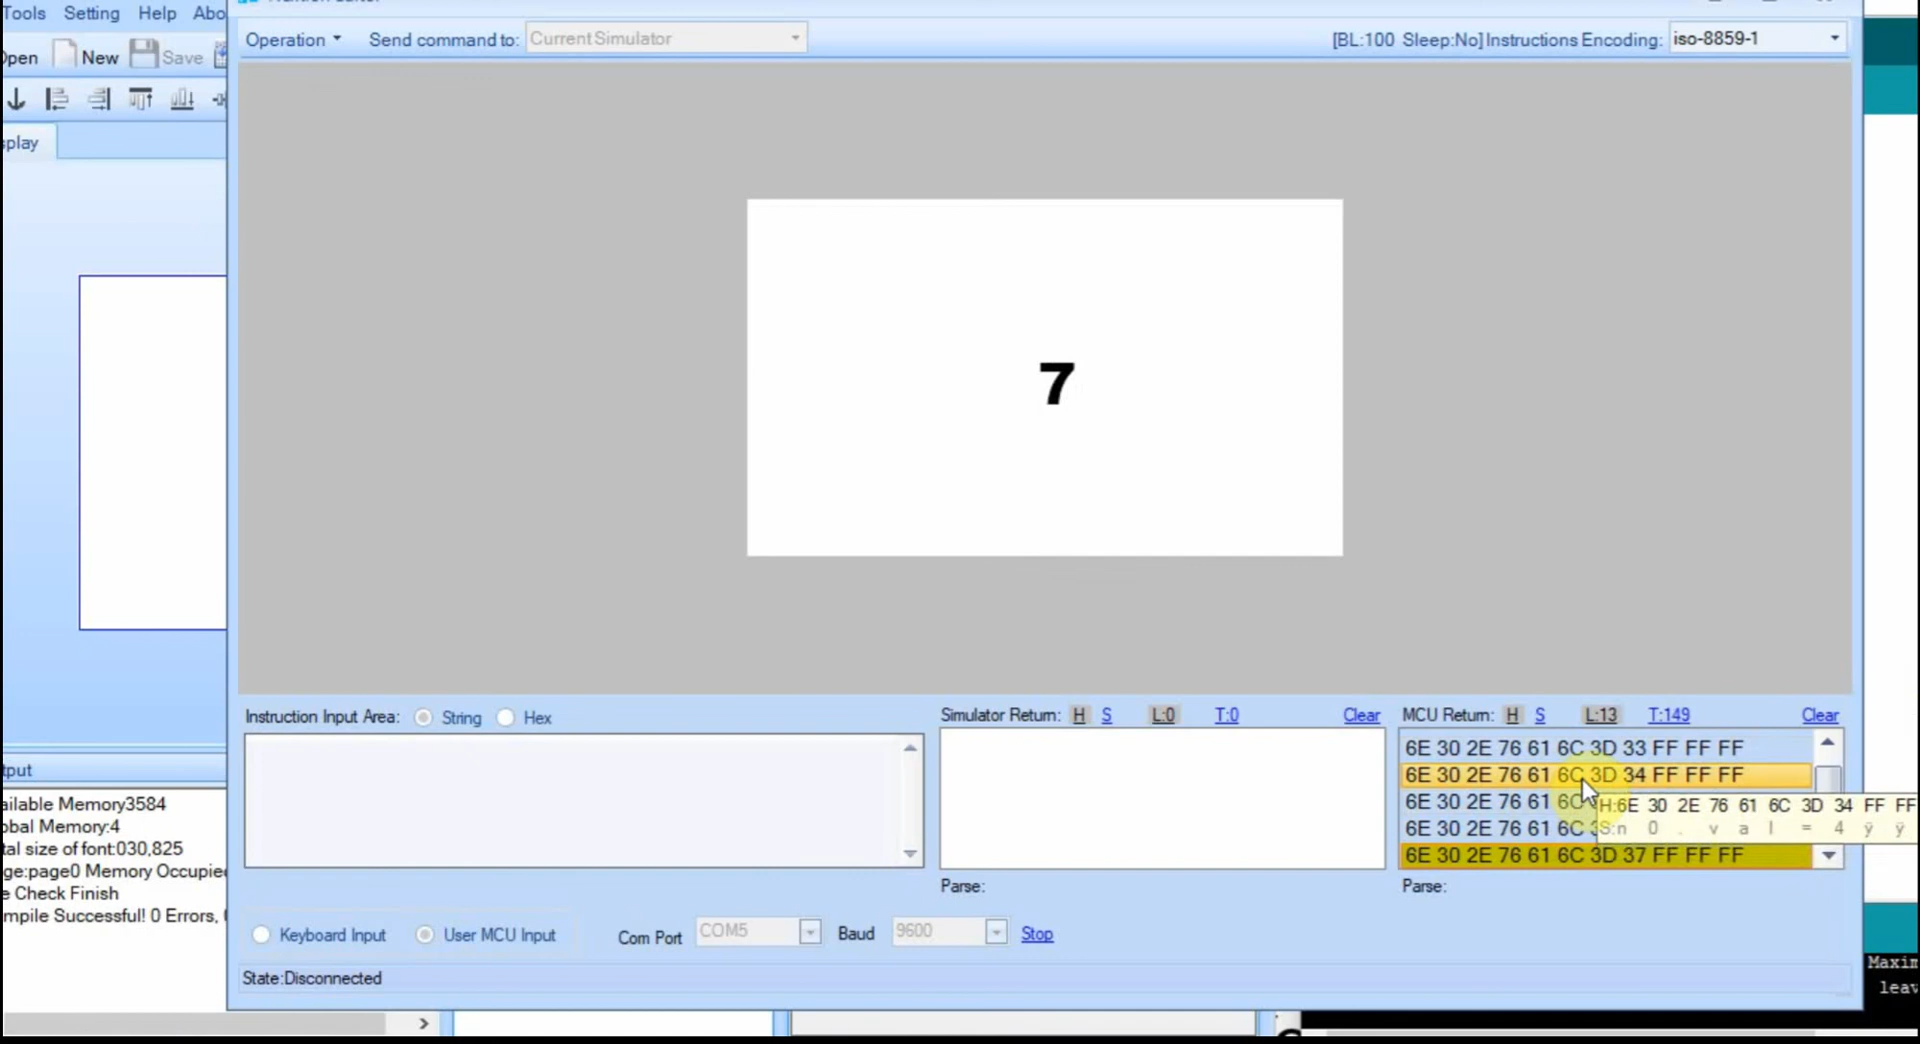 Tools Setting Help Abo
Open New Save
Operation Send command to: Current Simulator [BL:100 Sleep:No] Instructions Encoding: iso-8859-1
splay
7
Instruction Input Area: String Hex
Simulator Return: H S L:0 T:0 Clear
MCU Return: H S L:13 T:149 Clear
6E 30 2E 76 61 6C 3D 33 FF FF FF
6E 30 2E 76 61 6C 3D 34 FF FF FF
6E 30 2E 76 61 6C
H:6E 30 2E 76 61 6C 3D 34 FF FF
6E 30 2E 76 61 6C 3
S:n 0 . v a l = 4 ÿ ÿ
6E 30 2E 76 61 6C 3D 37 FF FF FF
Parse:
Parse:
Keyboard Input User MCU Input Com Port COM5 Baud 9600 Stop
State:Disconnected
tput
ailable Memory3584
obal Memory:4
tal size of font:030,825
ge:page0 Memory Occupie
e Check Finish
mpile Successful! 0 Errors,
Maxim
leav